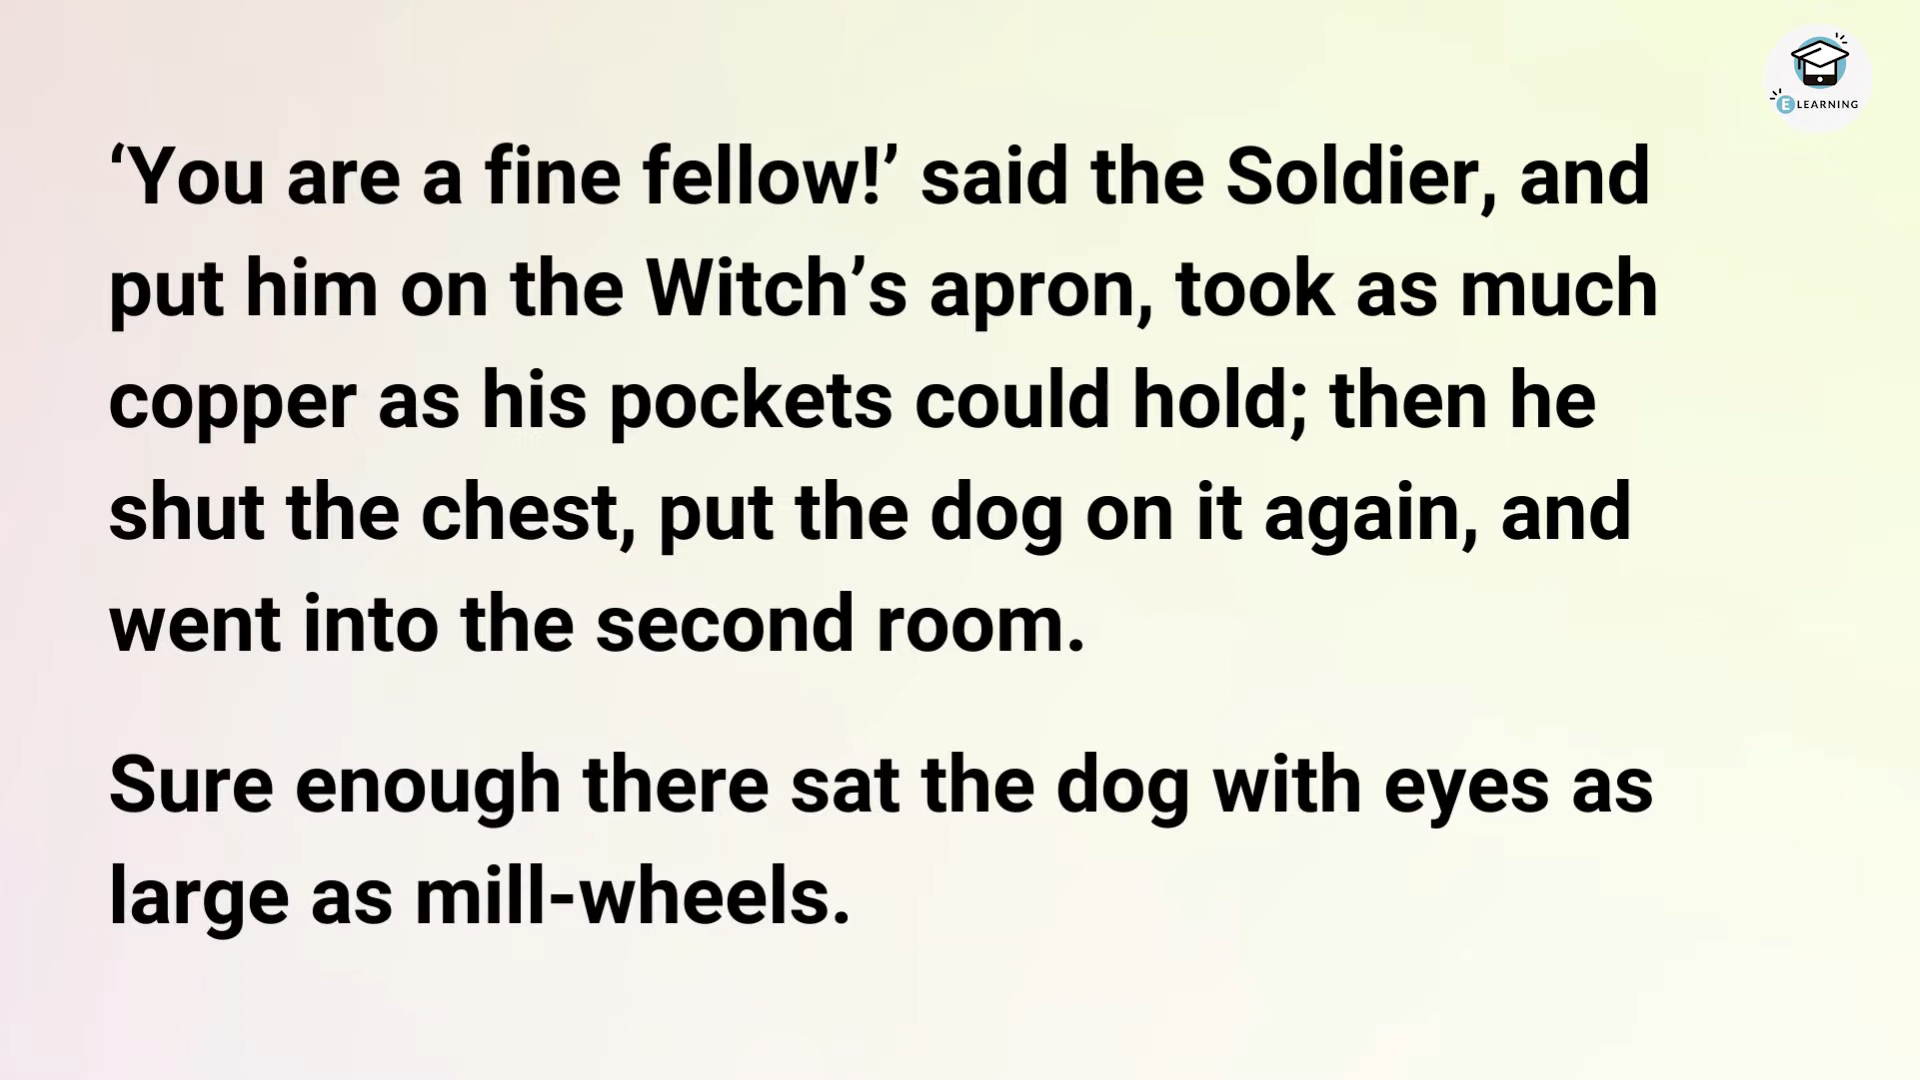 E LEARNING
‘You are a fine fellow!’ said the Soldier, and
put him on the Witch’s apron, took as much
copper as his pockets could hold; then he
shut the chest, put the dog on it again, and
went into the second room.
Sure enough there sat the dog with eyes as
large as mill-wheels.